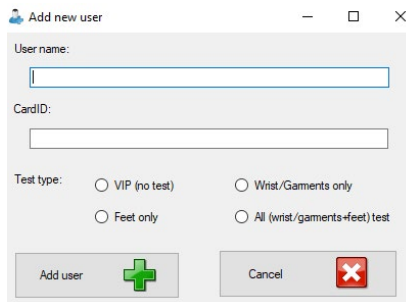 Add new user
User name:
CardID:
Test type:
VIP (no test)
Wrist/Garments only
Feet only
All (wrist/garments+feet) test
Add user
Cancel